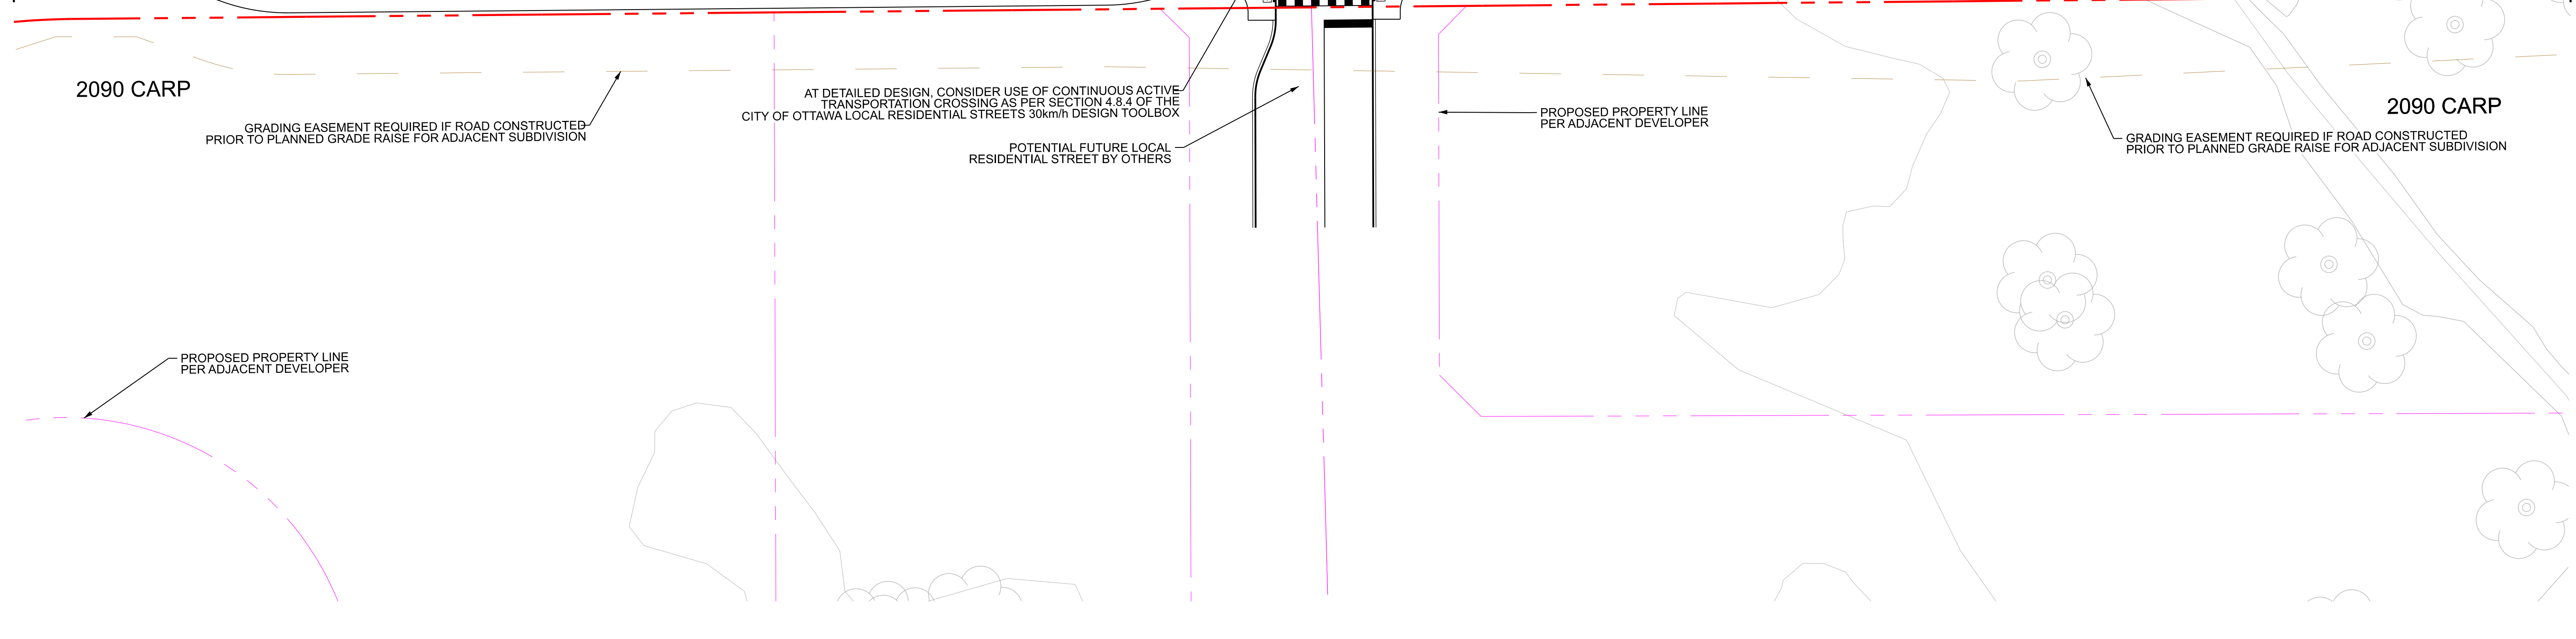 2090 CARP
GRADING EASEMENT REQUIRED IF ROAD CONSTRUCTED
PRIOR TO PLANNED GRADE RAISE FOR ADJACENT SUBDIVISION
AT DETAILED DESIGN, CONSIDER USE OF CONTINUOUS ACTIVE
TRANSPORTATION CROSSING AS PER SECTION 4.8.4 OF THE
CITY OF OTTAWA LOCAL RESIDENTIAL STREETS 30km/h DESIGN TOOLBOX
POTENTIAL FUTURE LOCAL
RESIDENTIAL STREET BY OTHERS
PROPOSED PROPERTY LINE
PER ADJACENT DEVELOPER
2090 CARP
GRADING EASEMENT REQUIRED IF ROAD CONSTRUCTED
PRIOR TO PLANNED GRADE RAISE FOR ADJACENT SUBDIVISION
PROPOSED PROPERTY LINE
PER ADJACENT DEVELOPER